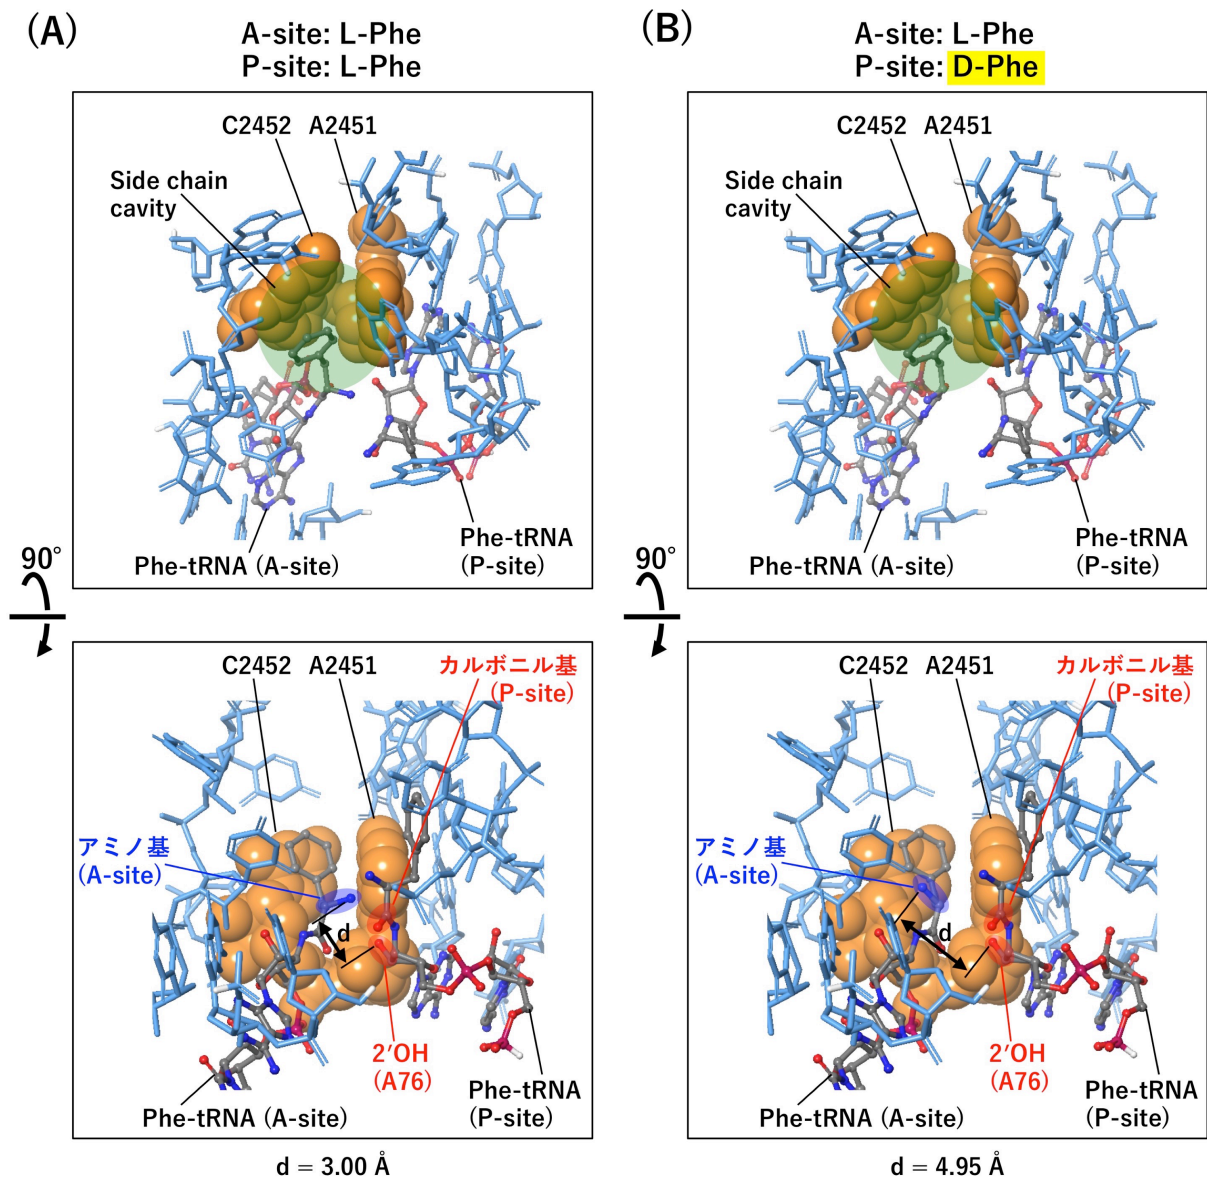 (A)
A-site: L-Phe
P-site: L-Phe
C2452
A2451
Side chain
cavity
Phe-tRNA (A-site)
Phe-tRNA
(P-site)
90°
C2452
A2451
カルボニル基
(P-site)
アミノ基
(A-site)
d
2′OH
(A76)
Phe-tRNA (A-site)
Phe-tRNA
(P-site)
d = 3.00 Å
(B)
A-site: L-Phe
P-site: D-Phe
C2452
A2451
Side chain
cavity
Phe-tRNA (A-site)
Phe-tRNA
(P-site)
90°
C2452
A2451
カルボニル基
(P-site)
アミノ基
(A-site)
d
2′OH
(A76)
Phe-tRNA (A-site)
Phe-tRNA
(P-site)
d = 4.95 Å